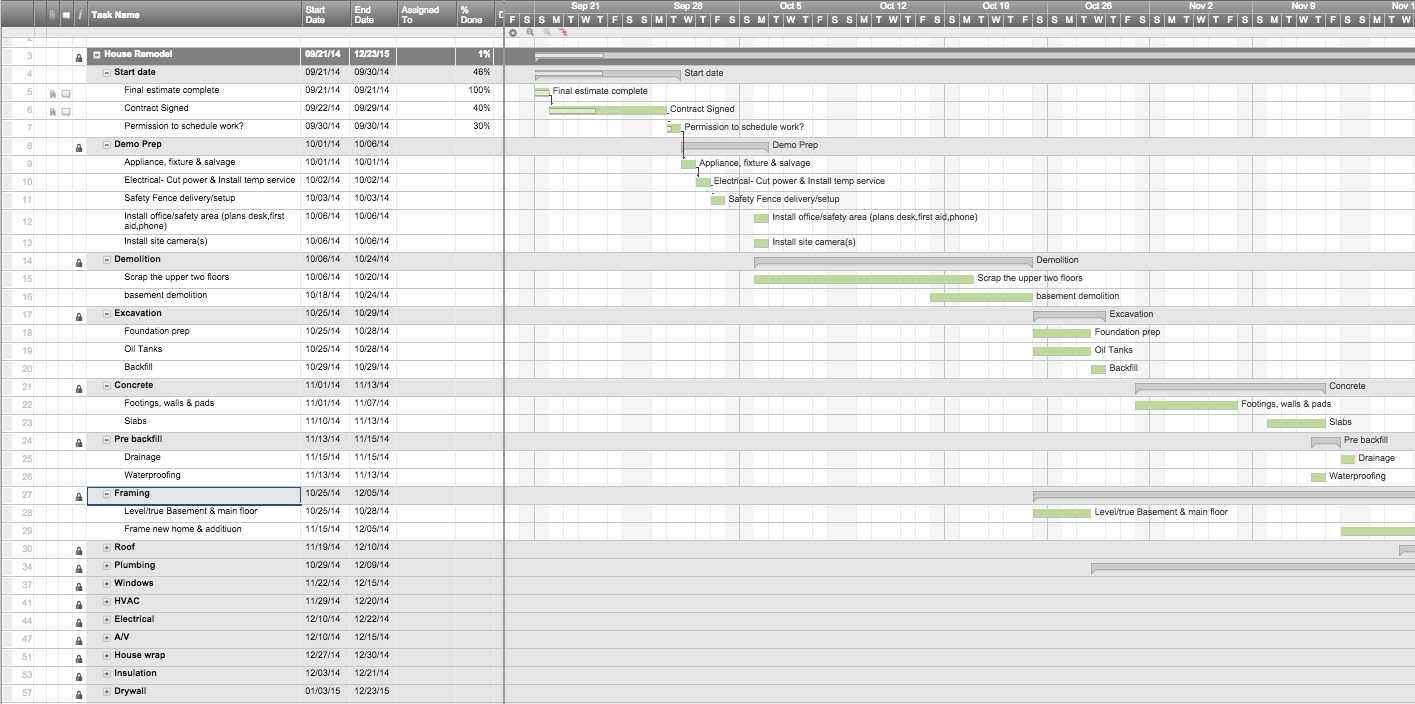 Task Name Start Date End Date Assigned To % Done D Sep 21 Sep 28 Oct 5 Oct 12 Oct 19 Oct 26 Nov 2 Nov 9 Nov 1
F S S M T W T F S S M T W T F S S M T W T F S S M T W T F S S M T W T F S S M T W T F S S M T W T F S S M T W T F S S M T W
2
3 House Remodel 09/21/14 12/23/15 1%
4 Start date 09/21/14 09/30/14 46% Start date
5 Final estimate complete 09/21/14 09/21/14 100% Final estimate complete
6 Contract Signed 09/22/14 09/29/14 40% Contract Signed
7 Permission to schedule work? 09/30/14 09/30/14 30% Permission to schedule work?
8 Demo Prep 10/01/14 10/06/14 Demo Prep
9 Appliance, fixture & salvage 10/01/14 10/01/14 Appliance, fixture & salvage
10 Electrical- Cut power & Install temp service 10/02/14 10/02/14 Electrical- Cut power & Install temp service
11 Safety Fence delivery/setup 10/03/14 10/03/14 Safety Fence delivery/setup
12 Install office/safety area (plans desk,first 10/06/14 10/06/14 Install office/safety area (plans desk,first aid,phone)
aid,phone)
13 Install site camera(s) 10/06/14 10/06/14 Install site camera(s)
14 Demolition 10/06/14 10/24/14 Demolition
15 Scrap the upper two floors 10/06/14 10/20/14 Scrap the upper two floors
16 basement demolition 10/18/14 10/24/14 basement demolition
17 Excavation 10/25/14 10/29/14 Excavation
18 Foundation prep 10/25/14 10/28/14 Foundation prep
19 Oil Tanks 10/25/14 10/28/14 Oil Tanks
20 Backfill 10/29/14 10/29/14 Backfill
21 Concrete 11/01/14 11/13/14 Concrete
22 Footings, walls & pads 11/01/14 11/07/14 Footings, walls & pads
23 Slabs 11/10/14 11/13/14 Slabs
24 Pre backfill 11/13/14 11/15/14 Pre backfill
25 Drainage 11/15/14 11/15/14 Drainage
26 Waterproofing 11/13/14 11/13/14 Waterproofing
27 Framing 10/25/14 12/05/14
28 Level/true Basement & main floor 10/25/14 10/28/14 Level/true Basement & main floor
29 Frame new home & additiuon 11/15/14 12/05/14
30 Roof 11/19/14 12/10/14
34 Plumbing 10/29/14 12/09/14
37 Windows 11/22/14 12/15/14
41 HVAC 11/29/14 12/20/14
44 Electrical 12/10/14 12/22/14
47 A/V 12/10/14 12/15/14
51 House wrap 12/27/14 12/30/14
53 Insulation 12/03/14 12/21/14
57 Drywall 01/03/15 12/23/15